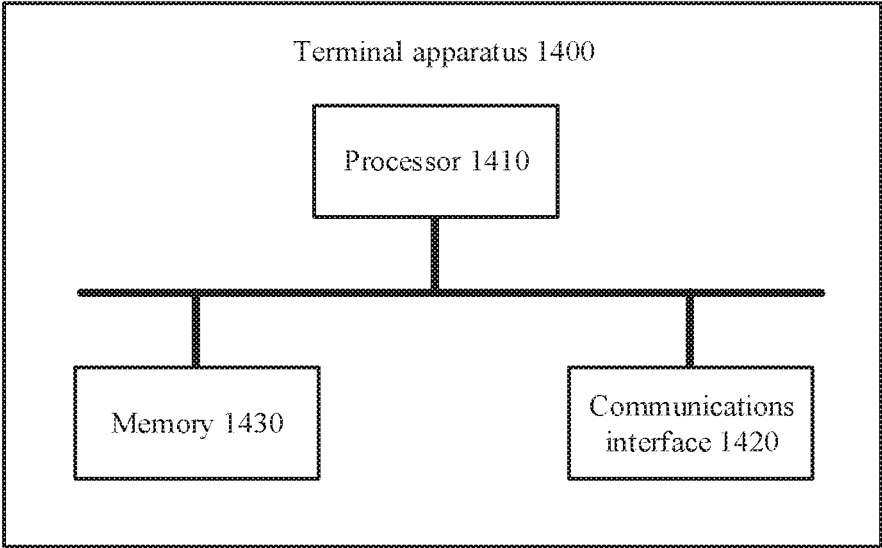 Terminal apparatus 1400
Processor 1410
Memory 1430
Communications
interface 1420